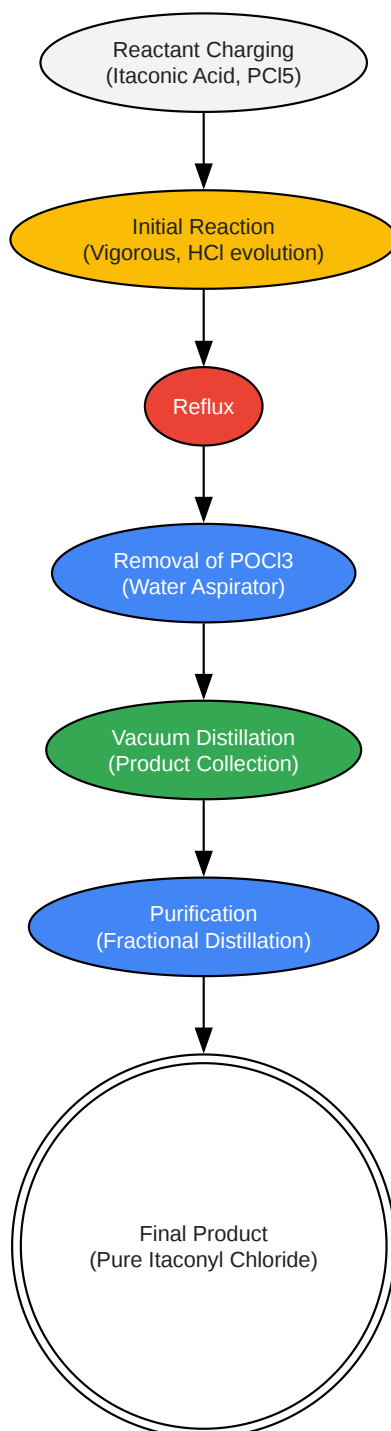 Reactant Charging
(Itaconic Acid, PCl5)
Initial Reaction
(Vigorous, HCl evolution)
Reflux
Removal of POCl3
(Water Aspirator)
Vacuum Distillation
(Product Collection)
Purification
(Fractional Distillation)
Final Product
(Pure Itaconyl Chloride)